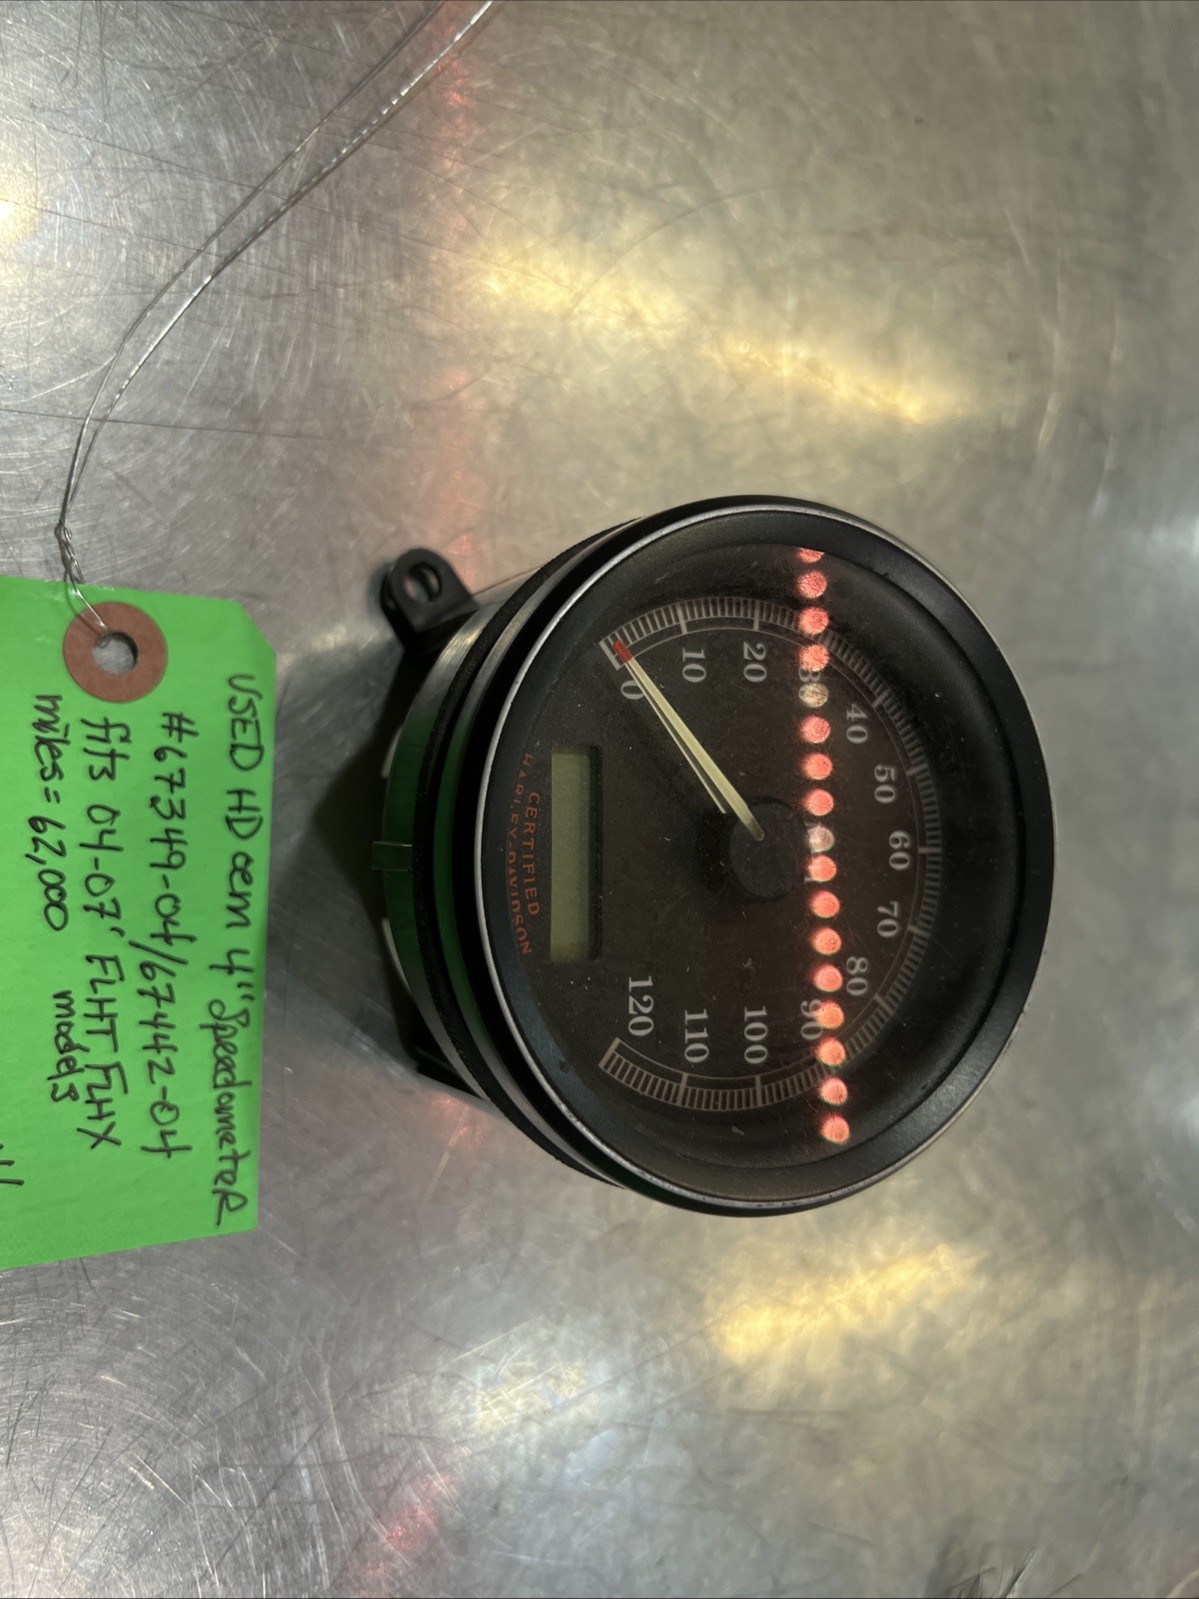 USED HD oem 4" Speedometer
#67349-04/67442-04
fits 04-07' FLHT, FLHX
models
miles = 62,000
0
10
20
30
40
50
60
70
80
90
100
110
120
CERTIFIED
HARLEY-DAVIDSON